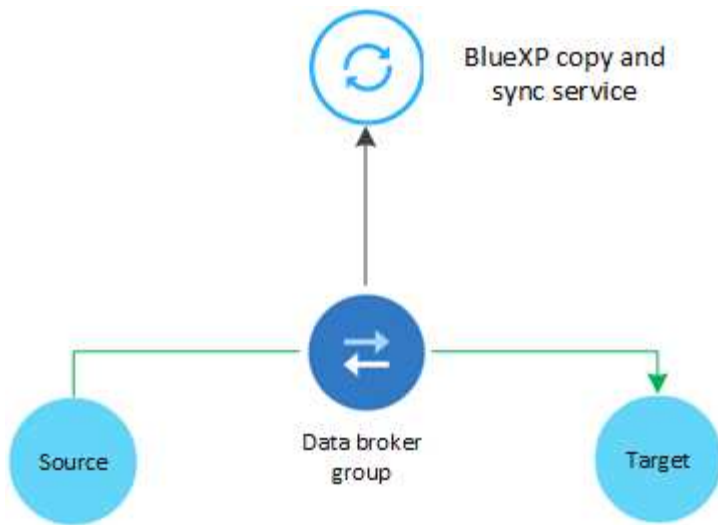 BlueXP copy and
sync service
Data broker
group
Source
Target